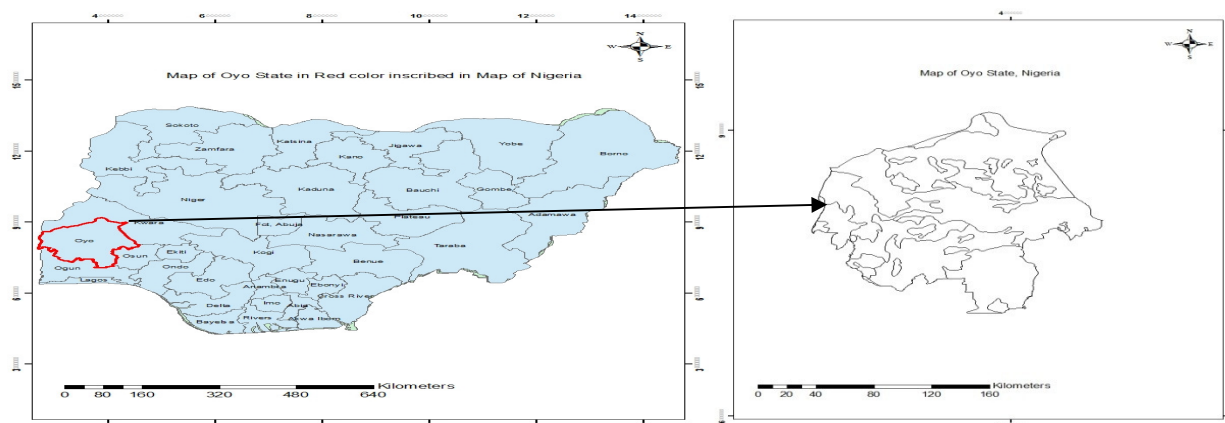 4 6 8 10 12 14
N
W E
S
Map of Oyo State in Red color inscribed in Map of Nigeria
Sokoto
Katsina
Jigawa
Yobe
Zamfara
Kano
Borno
Kebbi
Kaduna
Bauchi
Gombe
Niger
Kwara
Plateau
Adamawa
Fct, Abuja
Nasarawa
Oyo
Taraba
Osun
Ekiti
Kogi
Benue
Ogun
Ondo
Lagos
Edo
Enugu
Anambra
Ebonyi
Cross River
Delta
Imo
Abia
Bayelsa
Rivers
Akwa Ibom
Kilometers
0 80 160 320 480 640
4
N
W E
S
Map of Oyo State, Nigeria
9
Kilometers
0 20 40 80 120 160